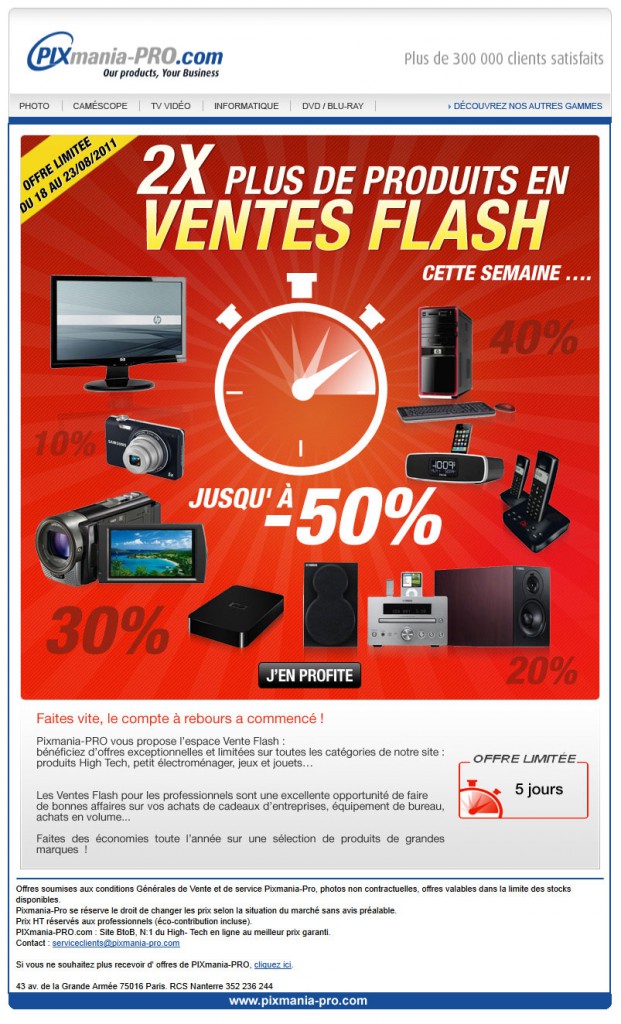 PIXmania-PRO.com
Our products, Your Business
Plus de 300 000 clients satisfaits
PHOTO
CAMÉSCOPE
TV VIDÉO
INFORMATIQUE
DVD / BLU-RAY
DÉCOUVREZ NOS AUTRES GAMMES
OFFRE LIMITEE
DU 18 AU 23/08/2011
2X PLUS DE PRODUITS EN
VENTES FLASH
CETTE SEMAINE ....
hp
40%
10%
SAMSUNG
1009
JUSQU' À
-50%
30%
20%
J'EN PROFITE
Faites vite, le compte à rebours a commencé !
Pixmania-PRO vous propose l'espace Vente Flash :
bénéficiez d'offres exceptionnelles et limitées sur toutes les catégories de notre site :
produits High Tech, petit électroménager, jeux et jouets…
OFFRE LIMITÉE
5 jours
Les Ventes Flash pour les professionnels sont une excellente opportunité de faire
de bonnes affaires sur vos achats de cadeaux d'entreprises, équipement de bureau,
achats en volume...
Faites des économies toute l'année sur une sélection de produits de grandes
marques !
Offres soumises aux conditions Générales de Vente et de service Pixmania-Pro, photos non contractuelles, offres valables dans la limite des stocks
disponibles.
Pixmania-Pro se réserve le droit de changer les prix selon la situation du marché sans avis préalable.
Prix HT réservés aux professionnels (éco-contribution incluse).
PIXmania-PRO.com : Site BtoB, N:1 du High- Tech en ligne au meilleur prix garanti.
Contact : serviceclients@pixmania-pro.com
Si vous ne souhaitez plus recevoir d' offres de PIXmania-PRO, cliquez ici.
43 av. de la Grande Armée 75016 Paris. RCS Nanterre 352 236 244
www.pixmania-pro.com